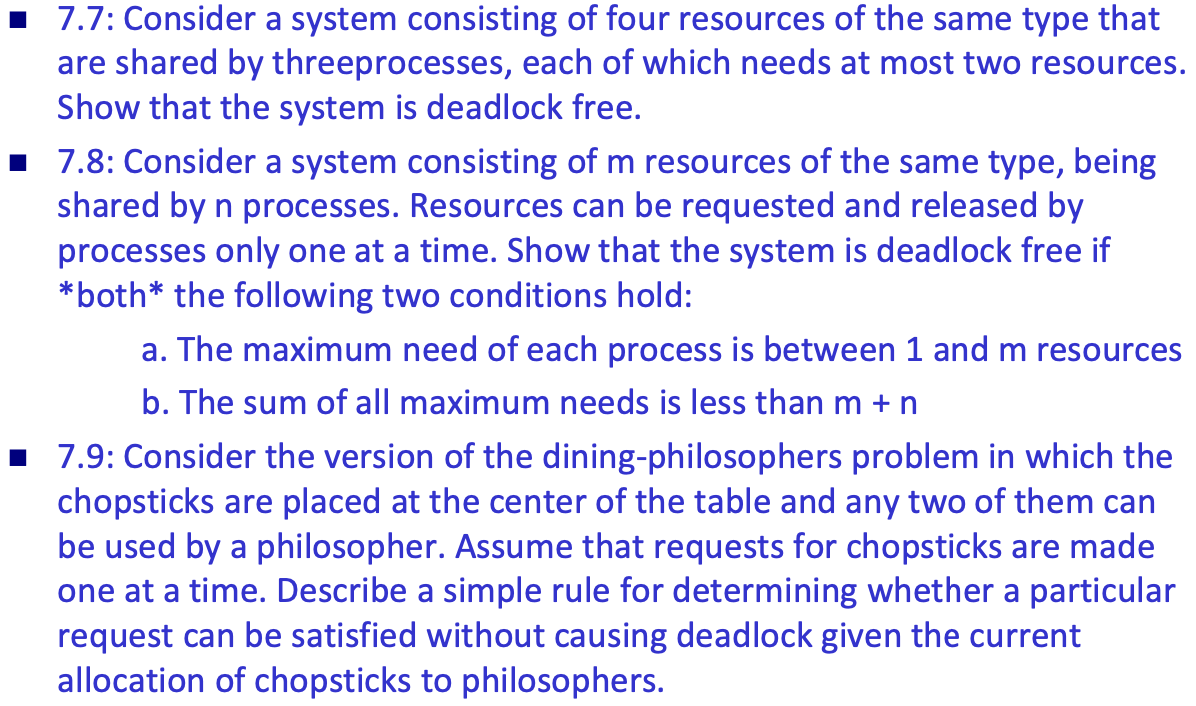 ▪ 7.7: Consider a system consisting of four resources of the same type that
are shared by threeprocesses, each of which needs at most two resources.
Show that the system is deadlock free.
▪ 7.8: Consider a system consisting of m resources of the same type, being
shared by n processes. Resources can be requested and released by
processes only one at a time. Show that the system is deadlock free if
*both* the following two conditions hold:
a. The maximum need of each process is between 1 and m resources
b. The sum of all maximum needs is less than m + n
▪ 7.9: Consider the version of the dining-philosophers problem in which the
chopsticks are placed at the center of the table and any two of them can
be used by a philosopher. Assume that requests for chopsticks are made
one at a time. Describe a simple rule for determining whether a particular
request can be satisfied without causing deadlock given the current
allocation of chopsticks to philosophers.